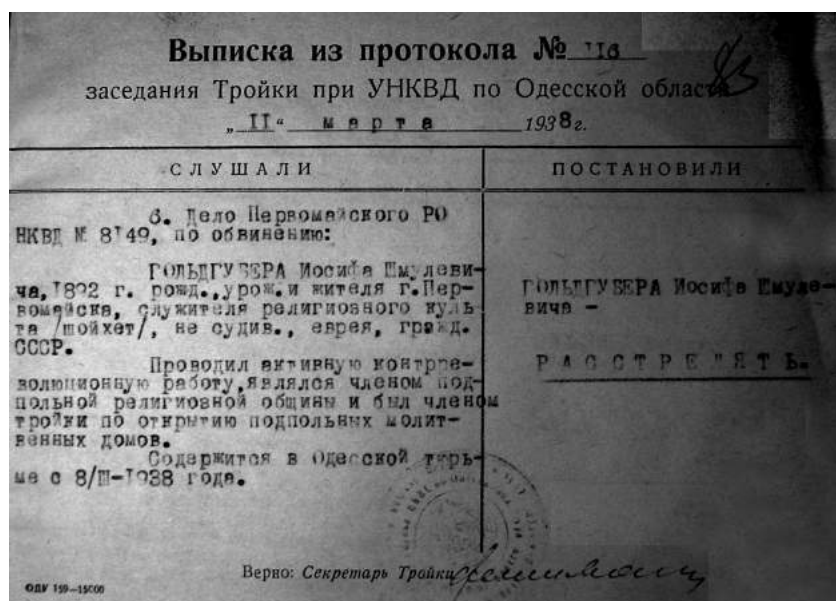 Выписка из протокола № 116
заседания Тройки при УНКВД по Одесской области
„11“ марта 1938 г.
СЛУШАЛИ
6. Дело Первомайского РО
НКВД № 8149, по обвинению:
ГОЛЬДГУБЕРА Иосифа Шмулеви-
ча, 1892 г. рожд., урож. и жителя г. Пер-
вомайска, служителя религиозного куль
та /шойхет/, не судив., еврея, гражд.
СССР.
Проводил активную контрре-
волюционную работу, являлся членом под-
польной религиозной общины и был членом
тройки по открытию подпольных молит-
венных домов.
Содержится в Одесской тюрь-
ме с 8/III-1938 года.
ПОСТАНОВИЛИ
ГОЛЬДГУБЕРА Иосифа Шмуле-
вича -
РАССТРЕЛЯТЬ.
Верно: Секретарь Тройки
ОПУ 159—15000